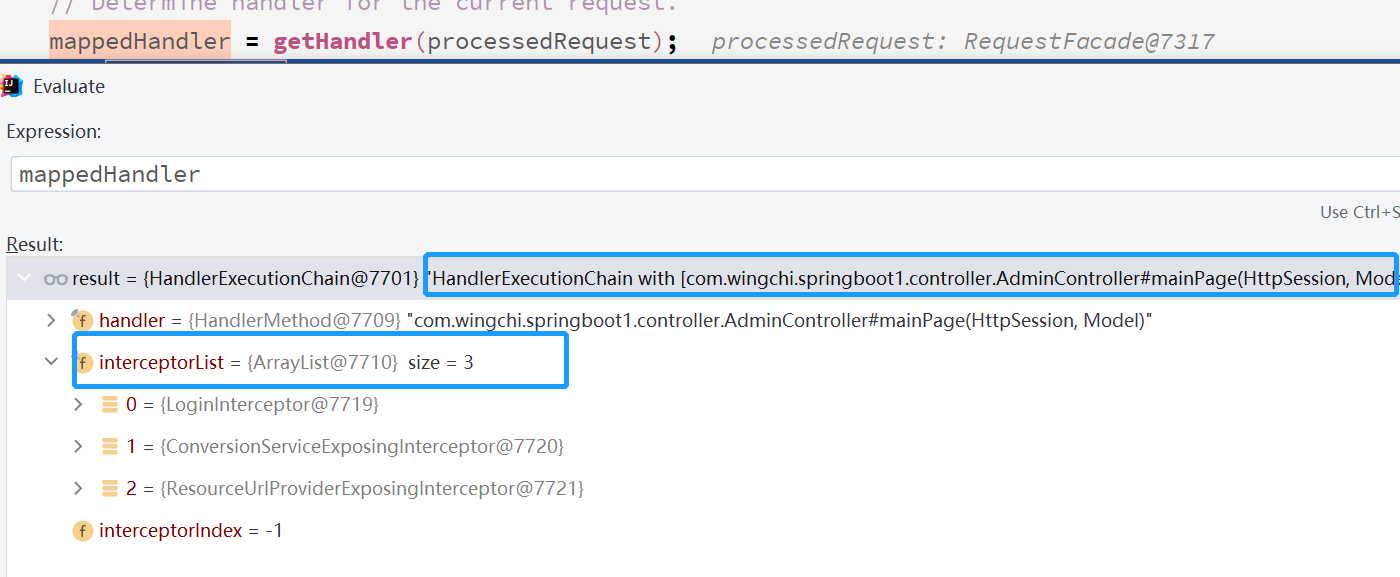 // Determine handler for the current request.
mappedHandler = getHandler(processedRequest); processedRequest: RequestFacade@7317
Evaluate
Expression:
mappedHandler
Use Ctrl+S
Result:
result = {HandlerExecutionChain@7701} "HandlerExecutionChain with [com.wingchi.springboot1.controller.AdminController#mainPage(HttpSession, Mode
handler = {HandlerMethod@7709} "com.wingchi.springboot1.controller.AdminController#mainPage(HttpSession, Model)"
interceptorList = {ArrayList@7710} size = 3
0 = {LoginInterceptor@7719}
1 = {ConversionServiceExposingInterceptor@7720}
2 = {ResourceUrlProviderExposingInterceptor@7721}
interceptorIndex = -1